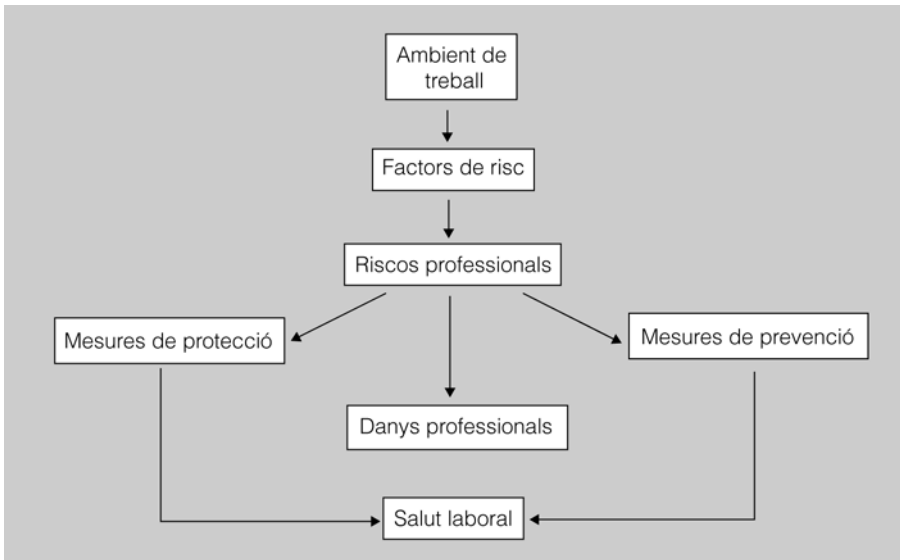 Ambient de
treball
Factors de risc
Riscos professionals
Mesures de protecció
Mesures de prevenció
Danys professionals
Salut laboral